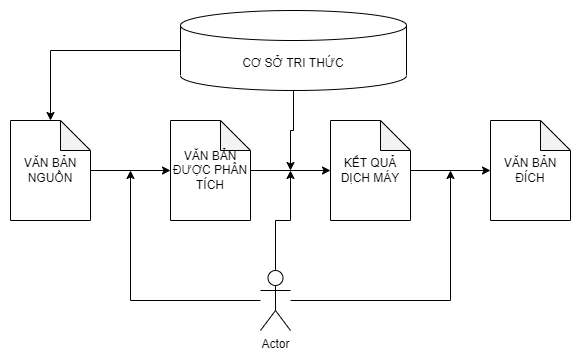 CƠ SỞ TRI THỨC
VĂN BẢN
NGUỒN
VĂN BẢN
ĐƯỢC PHÂN
TÍCH
KẾT QUẢ
DỊCH MÁY
VĂN BẢN
ĐÍCH
Actor